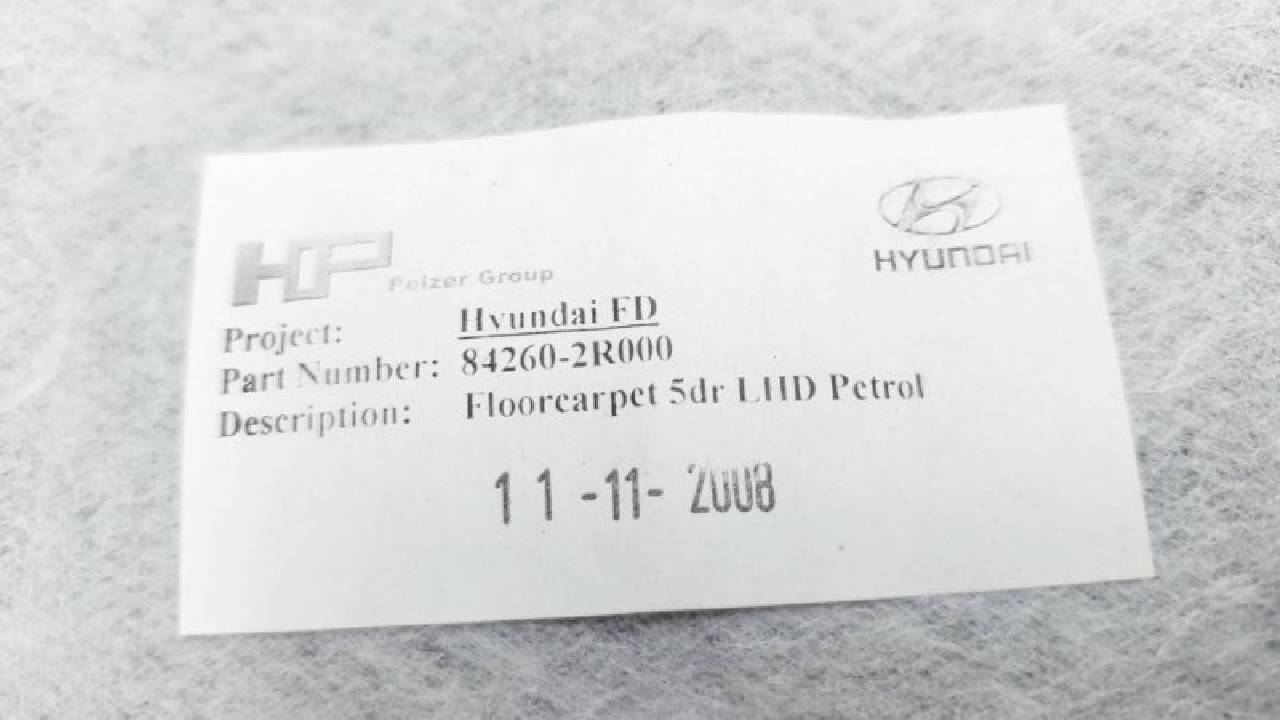 HP Pelzer Group
HYUNDAI
Project: Hyundai FD
Part Number: 84260-2R000
Description: Floorcarpet 5dr LHD Petrol
11-11-2008